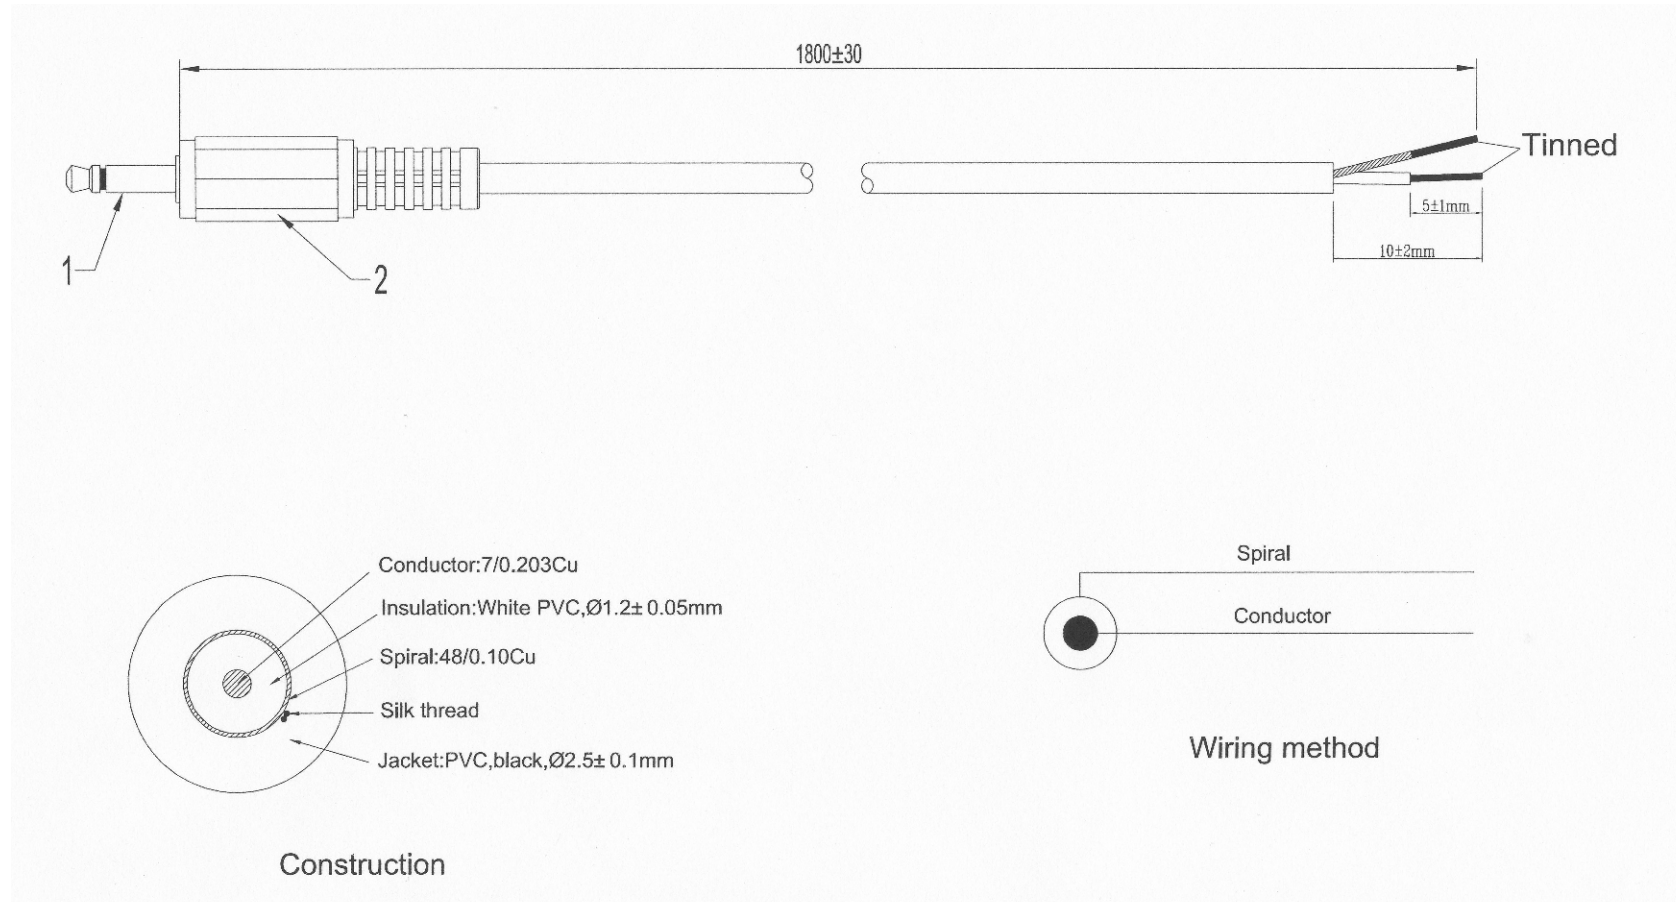 1800±30
Tinned
5±1mm
10±2mm
1
2
Conductor:7/0.203Cu
Insulation:White PVC,Ø1.2±0.05mm
Spiral:48/0.10Cu
Silk thread
Jacket:PVC,black,Ø2.5±0.1mm
Construction
Spiral
Conductor
Wiring method